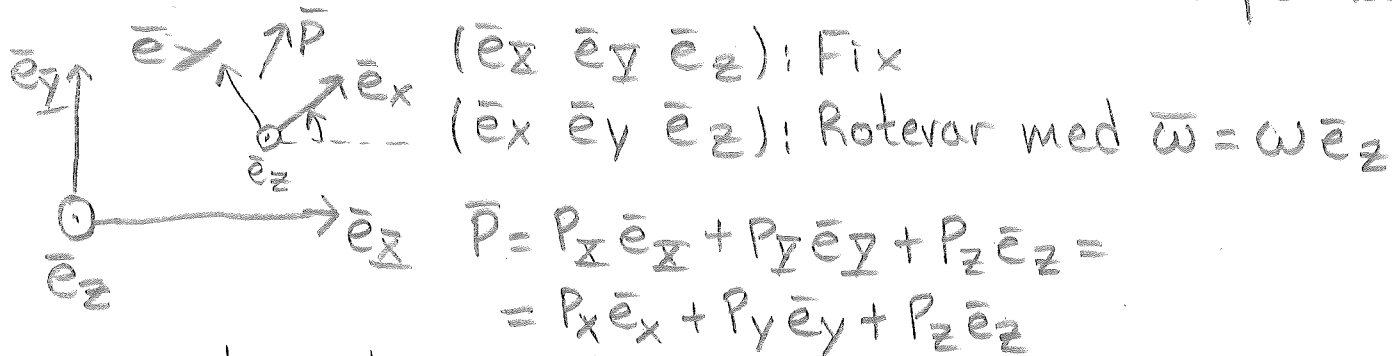 (ēX ēY ēz): Fix
(ēx ēy ēz): Roterar med ω̄ = ω ēz
P̄ = PX ēX + PY ēY + Pz ēz =
= Px ēx + Py ēy + Pz ēz
ēY
ēy
P̄
ēx
ēz
ēX
ēz